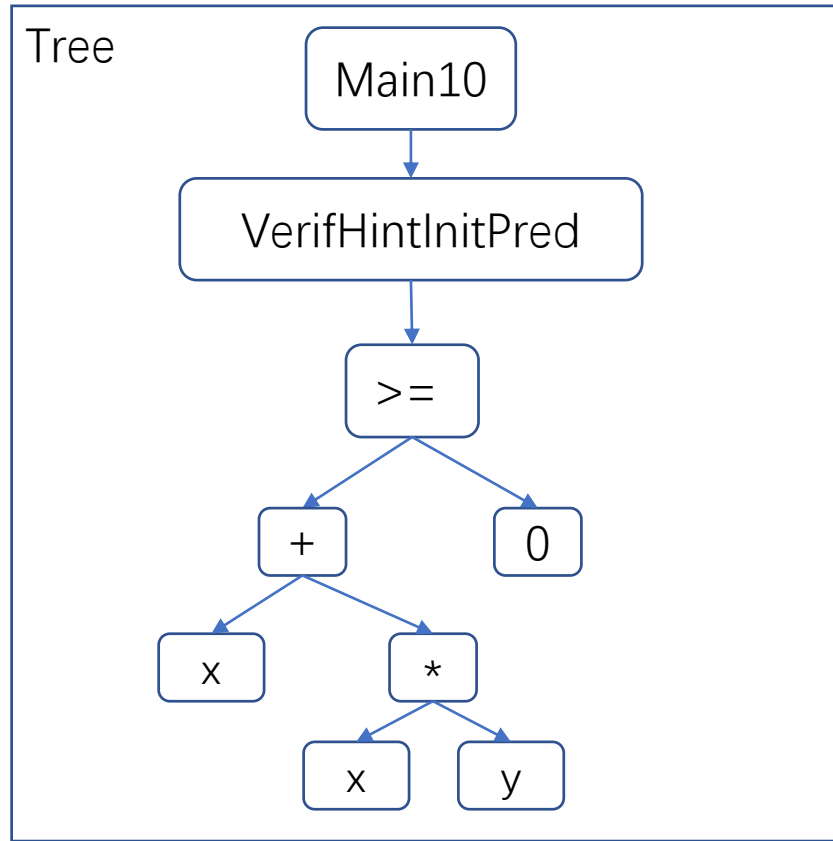 Tree
Main10
VerifHintInitPred
>=
+ 0
x *
x y